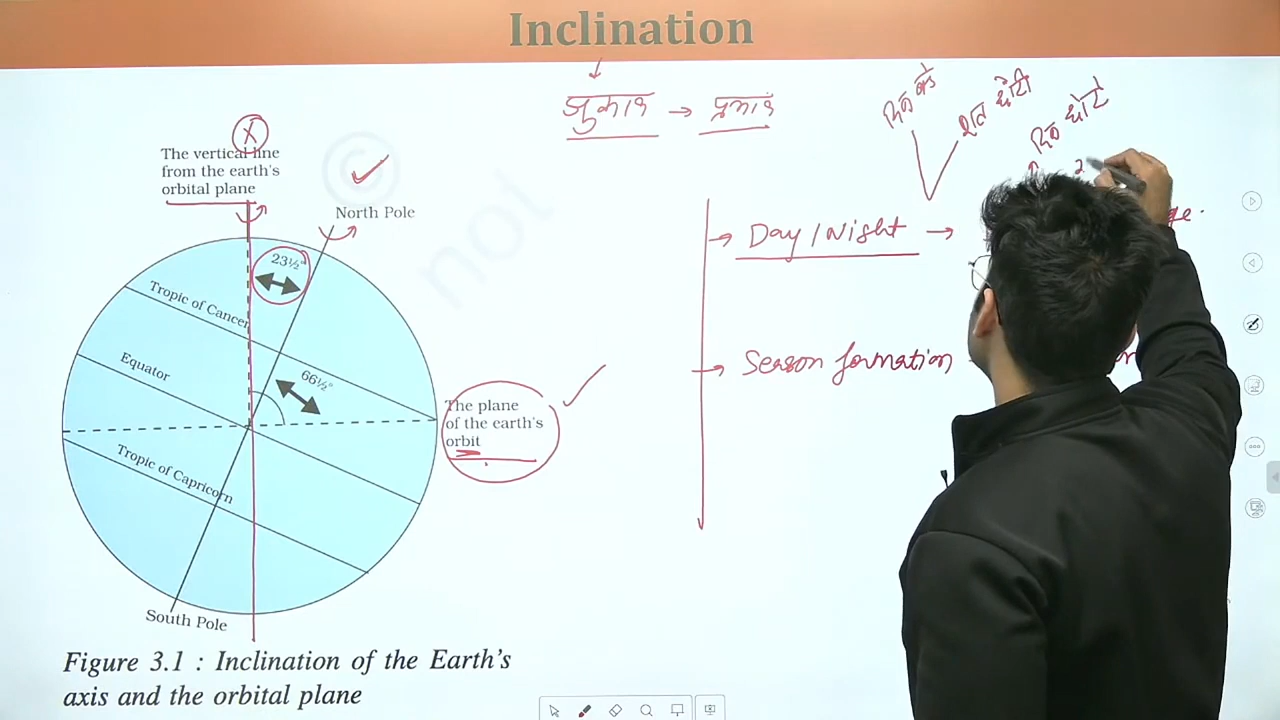 Inclination
झुकाव → प्रभाव
दिन बड़े
रात छोटी
दिन छोटे
X
The vertical line
from the earth's
orbital plane
North Pole
23½°
Tropic of Cancer
Equator
66½°
The plane
of the earth's
orbit
Tropic of Capricorn
South Pole
→ Day/Night →
→ Season formation
Figure 3.1 : Inclination of the Earth's
axis and the orbital plane
© not